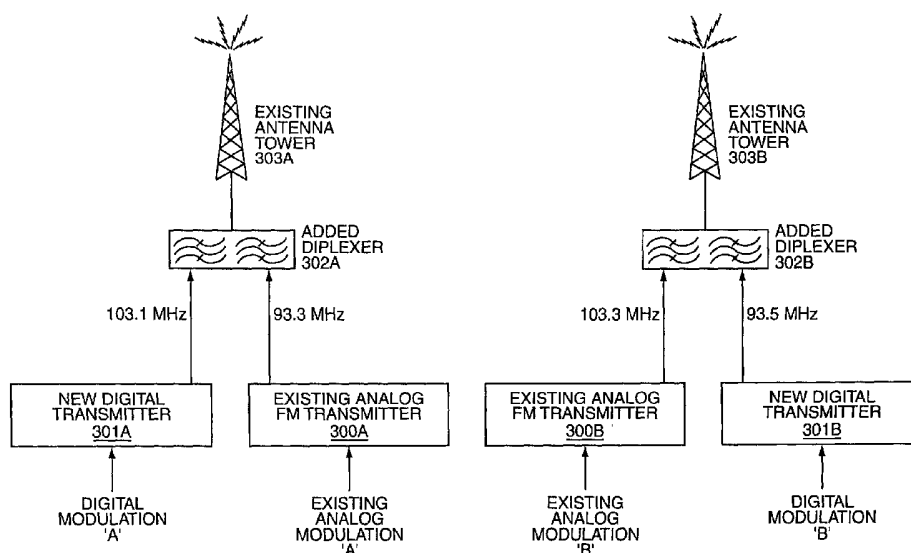 EXISTING
ANTENNA
TOWER
303A
EXISTING
ANTENNA
TOWER
303B
ADDED
DIPLEXER
302A
ADDED
DIPLEXER
302B
103.1 MHz
93.3 MHz
103.3 MHz
93.5 MHz
NEW DIGITAL
TRANSMITTER
301A
EXISTING ANALOG
FM TRANSMITTER
300A
EXISTING ANALOG
FM TRANSMITTER
300B
NEW DIGITAL
TRANSMITTER
301B
DIGITAL
MODULATION
'A'
EXISTING
ANALOG
MODULATION
'A'
EXISTING
ANALOG
MODULATION
'B'
DIGITAL
MODULATION
'B'